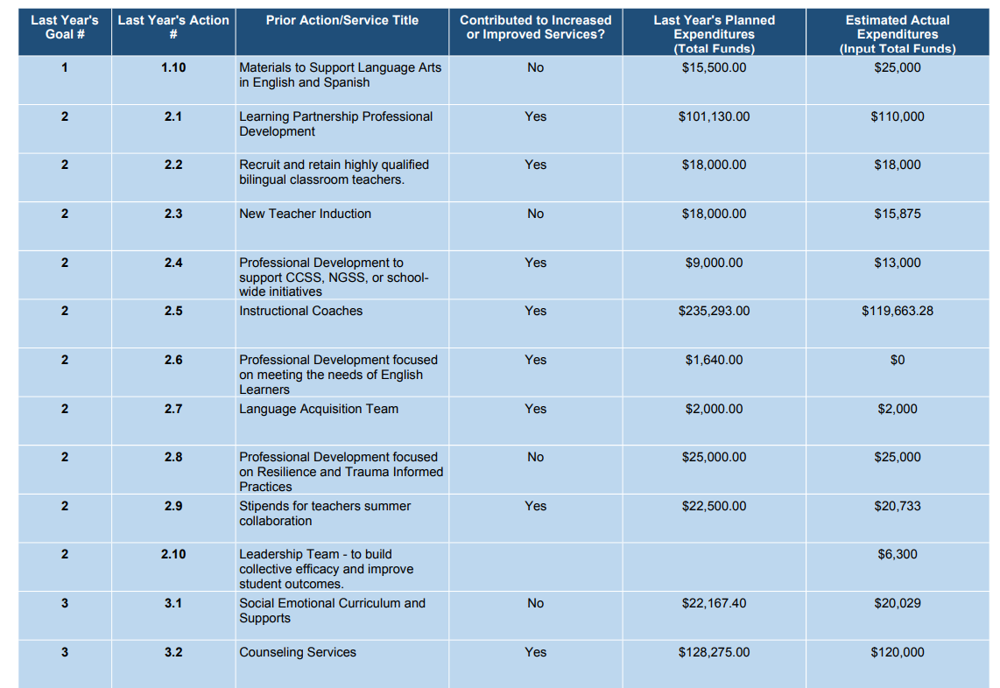 Last Year's Goal # Last Year's Action # Prior Action/Service Title Contributed to Increased or Improved Services? Last Year's Planned Expenditures (Total Funds) Estimated Actual Expenditures (Input Total Funds)
1 1.10 Materials to Support Language Arts in English and Spanish No $15,500.00 $25,000
2 2.1 Learning Partnership Professional Development Yes $101,130.00 $110,000
2 2.2 Recruit and retain highly qualified bilingual classroom teachers. Yes $18,000.00 $18,000
2 2.3 New Teacher Induction No $18,000.00 $15,875
2 2.4 Professional Development to support CCSS, NGSS, or school-wide initiatives Yes $9,000.00 $13,000
2 2.5 Instructional Coaches Yes $235,293.00 $119,663.28
2 2.6 Professional Development focused on meeting the needs of English Learners Yes $1,640.00 $0
2 2.7 Language Acquisition Team Yes $2,000.00 $2,000
2 2.8 Professional Development focused on Resilience and Trauma Informed Practices No $25,000.00 $25,000
2 2.9 Stipends for teachers summer collaboration Yes $22,500.00 $20,733
2 2.10 Leadership Team - to build collective efficacy and improve student outcomes. $6,300
3 3.1 Social Emotional Curriculum and Supports No $22,167.40 $20,029
3 3.2 Counseling Services Yes $128,275.00 $120,000